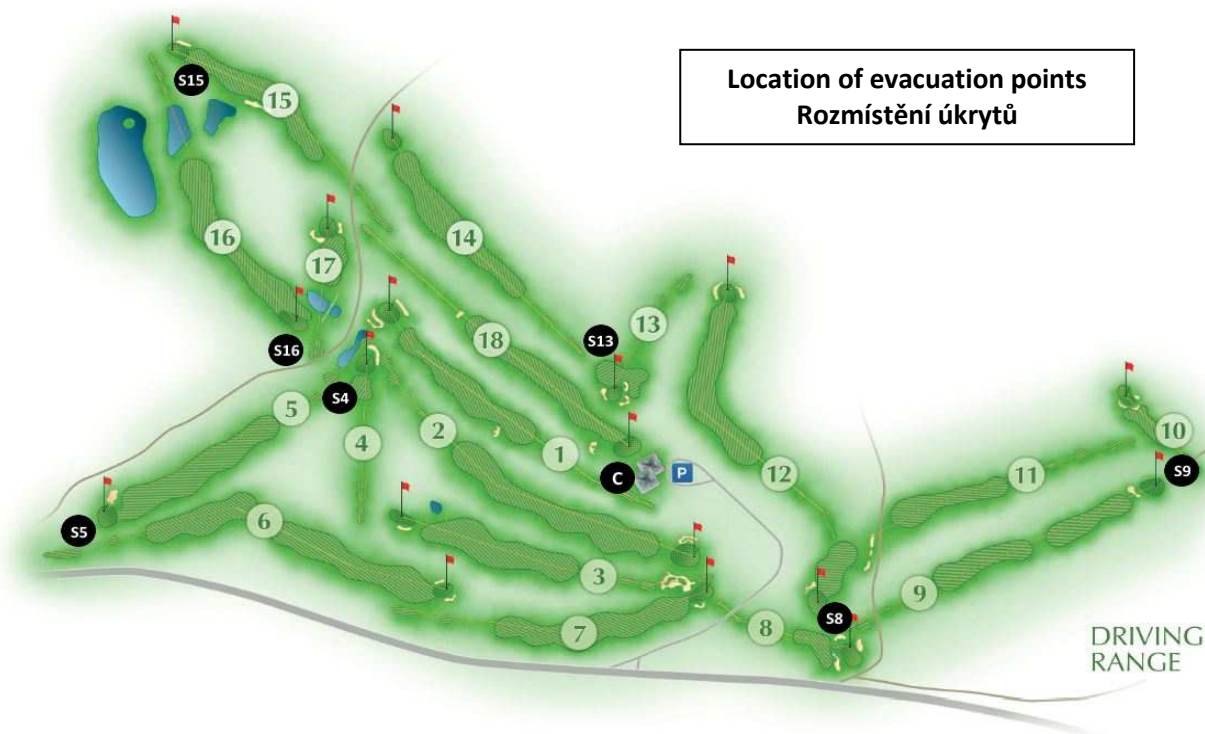 Location of evacuation points
Rozmístění úkrytů
S15
15
14
16
17
13
18
S13
S16
S4
5
2
4
1
10
12
11
S9
C
P
S5
6
3
9
S8
8
7
DRIVING
RANGE